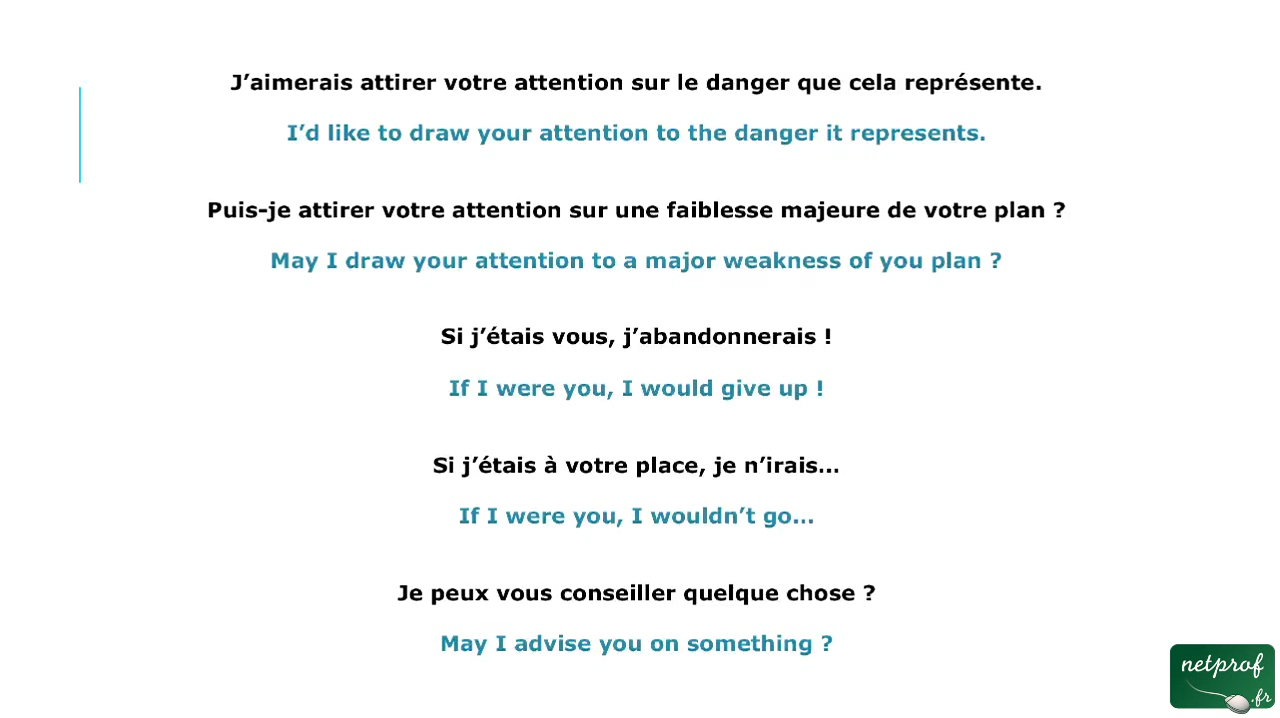 J’aimerais attirer votre attention sur le danger que cela représente.
I’d like to draw your attention to the danger it represents.
Puis-je attirer votre attention sur une faiblesse majeure de votre plan ?
May I draw your attention to a major weakness of you plan ?
Si j’étais vous, j’abandonnerais !
If I were you, I would give up !
Si j’étais à votre place, je n’irais…
If I were you, I wouldn’t go…
Je peux vous conseiller quelque chose ?
May I advise you on something ?
netprof
.fr